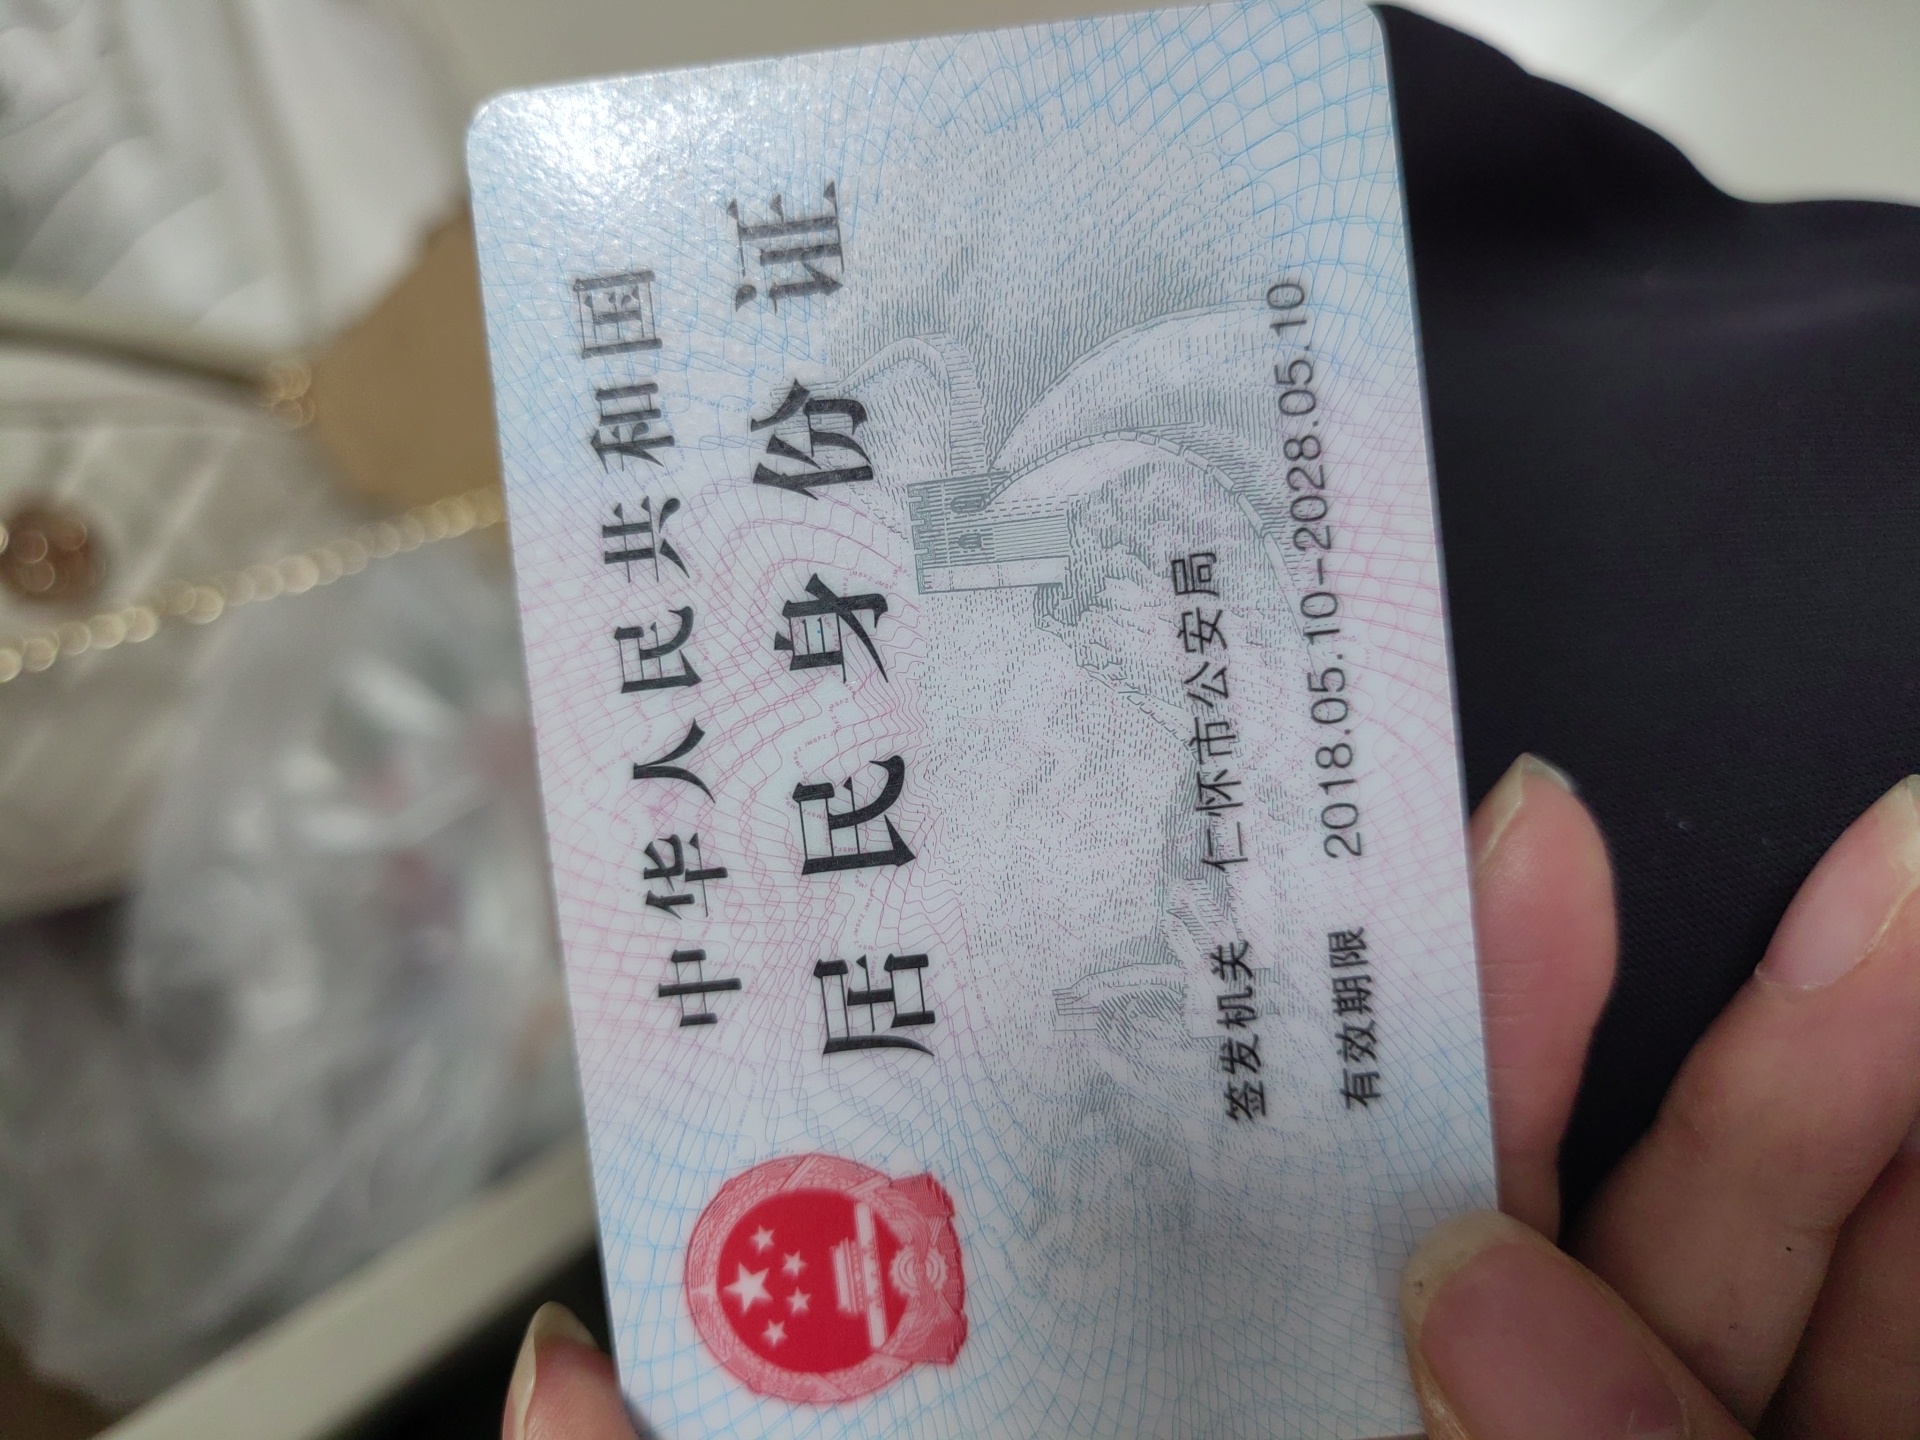 中华人民共和国
居民身份证
签发机关 仁怀市公安局
有效期限 2018.05.10-2028.05.10